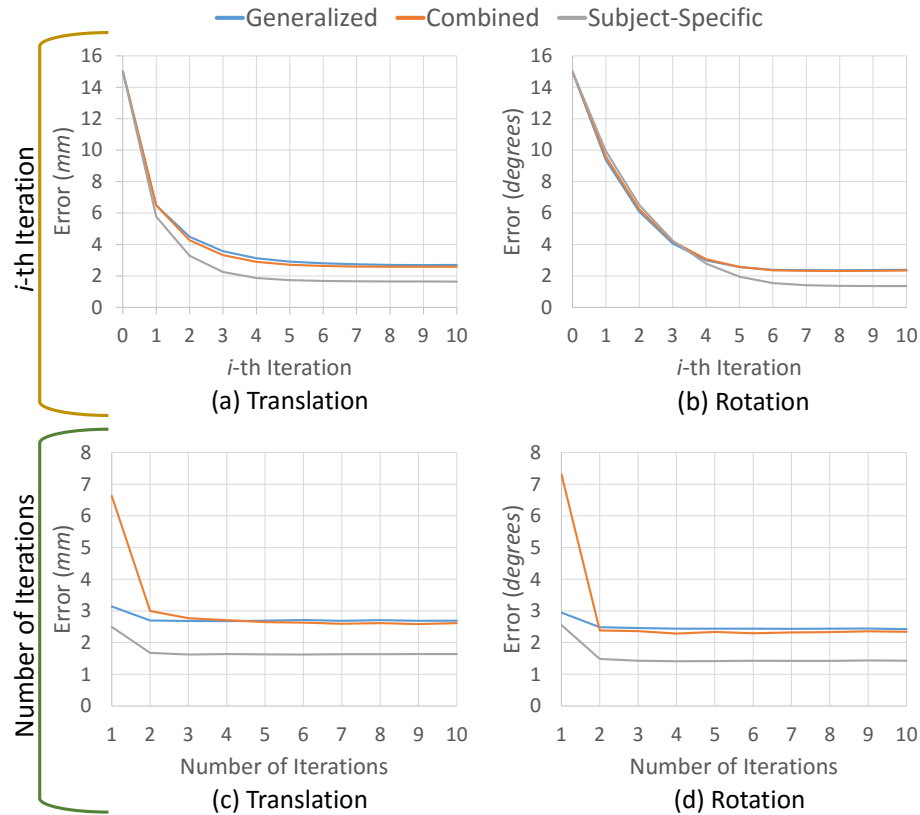 Generalized Combined Subject-Specific
i-th Iteration
Error (mm)
16
14
12
10
8
6
4
2
0
0 1 2 3 4 5 6 7 8 9 10
i-th Iteration
(a) Translation
Error (degrees)
16
14
12
10
8
6
4
2
0
0 1 2 3 4 5 6 7 8 9 10
i-th Iteration
(b) Rotation
Number of Iterations
Error (mm)
8
7
6
5
4
3
2
1
0
1 2 3 4 5 6 7 8 9 10
Number of Iterations
(c) Translation
Error (degrees)
8
7
6
5
4
3
2
1
0
1 2 3 4 5 6 7 8 9 10
Number of Iterations
(d) Rotation